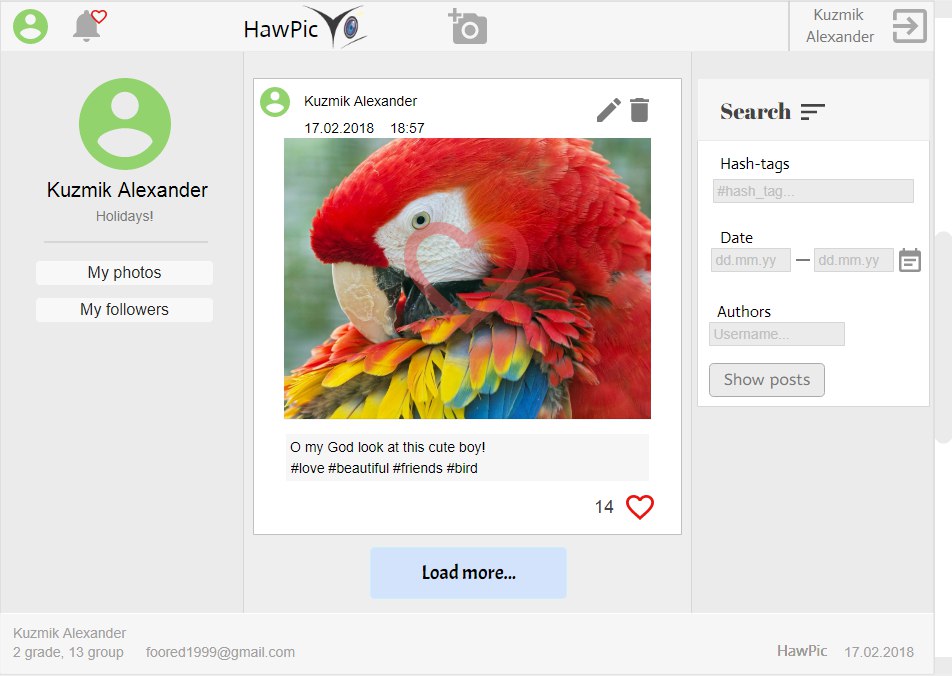 HawPic
Kuzmik
Alexander
Kuzmik Alexander
Holidays!
My photos
My followers
Kuzmik Alexander
17.02.2018 18:57
O my God look at this cute boy!
#love #beautiful #friends #bird
14
Load more...
Search
Hash-tags
#hash_tag...
Date
dd.mm.yy — dd.mm.yy
Authors
Username...
Show posts
Kuzmik Alexander
2 grade, 13 group foored1999@gmail.com
HawPic 17.02.2018